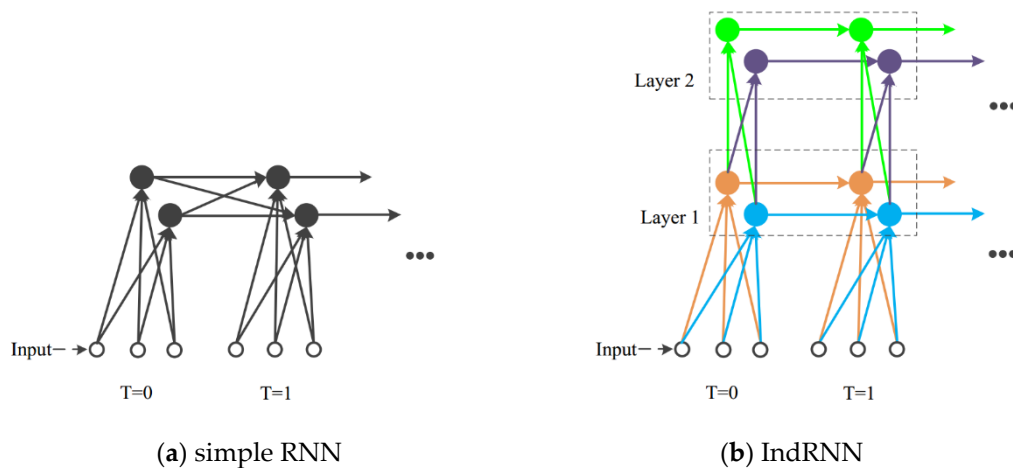 Input
T=0
T=1
...
(a) simple RNN
Layer 2
Layer 1
...
...
Input
T=0
T=1
(b) IndRNN